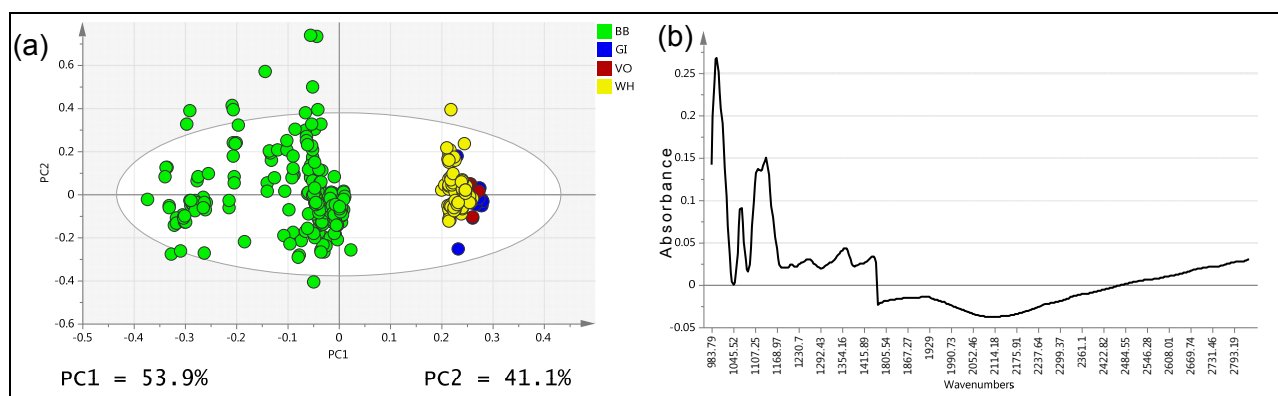 (a)
BB
GI
VO
WH
0.6
0.4
0.2
0
-0.2
-0.4
-0.6
PC2
-0.5 -0.4 -0.3 -0.2 -0.1 0 0.1 0.2 0.3 0.4
PC1
PC1 = 53.9% PC2 = 41.1%
(b)
0.25
0.2
0.15
0.1
0.05
0
-0.05
Absorbance
983.79 1045.52 1107.25 1168.97 1230.7 1292.43 1354.16 1415.89 1805.54 1867.27 1929 1990.73 2052.46 2114.18 2175.91 2237.64 2299.37 2361.1 2422.82 2484.55 2546.28 2608.01 2669.74 2731.46 2793.19
Wavenumbers